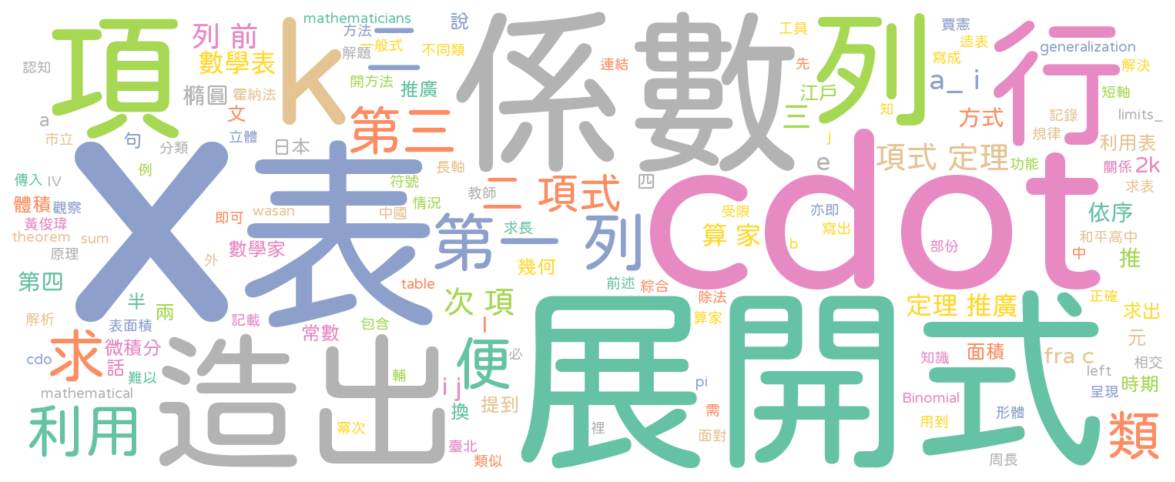 mathematicians
方法
二
說
工具
賈憲
列 前
一般式
不同類
造表
項
k
係數
列
行
generalization
認知
數學表
解題
寫成
解決
一
連結
先
開方法
推廣
a_ i
橢圓
霍納法
江戶
短軸
a
文
第三
三
知
記錄
limits_
方式
市立
句
立體
日本
j
規律
利用表
分類
e
項式 定理
功能
關係
2k
例
X
表
cdot
長軸
傳入
IV
符號
教師
四
求表
二 項式
體積
觀察
即可
wasan
中國
情況
受限
亦即
依序
黃俊瑋
第一 列
求長
算 家
b
寫出
theorem
sum
和平高中
數學家
部份
原理
外
幾何
中
推
第四
table
前述
綜合
除法
正確
半
兩
次 項
定理 推廣
求出
解析
表面積
記載
常數
包含
l
算家
展開式
元
求
微積分
造出
便
知識
面積
fra c
相交
cdo
話
left
難以
輔
i j
必
pi
時期
mathematical
呈現
Binomial
利用
換
提到
需
形體
類
冪次
裡
用到
臺北
類似
面對
周長